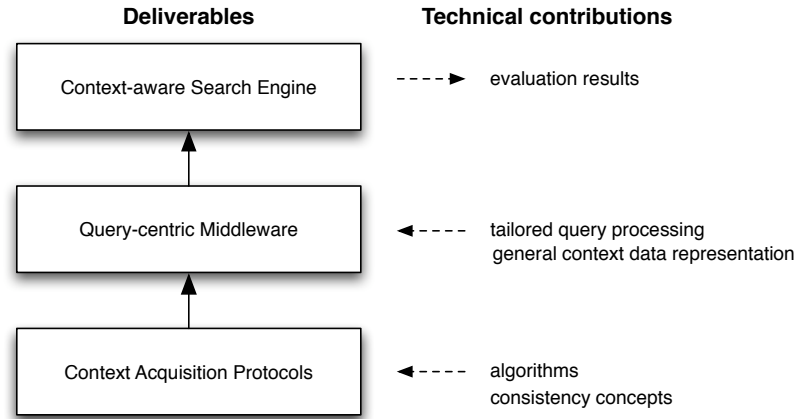 Deliverables
Technical contributions
Context-aware Search Engine
evaluation results
Query-centric Middleware
tailored query processing
general context data representation
Context Acquisition Protocols
algorithms
consistency concepts